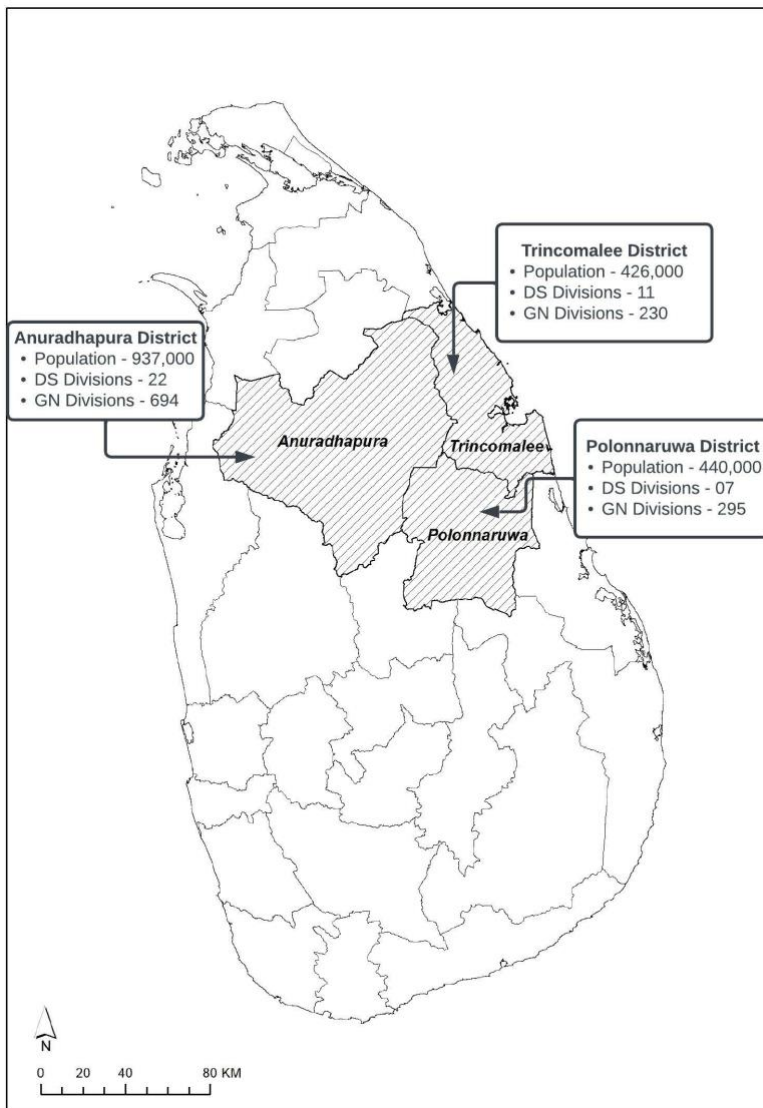 Trincomalee District
• Population - 426,000
• DS Divisions - 11
• GN Divisions - 230
Anuradhapura District
• Population - 937,000
• DS Divisions - 22
• GN Divisions - 694
Polonnaruwa District
• Population - 440,000
• DS Divisions - 07
• GN Divisions - 295
Anuradhapura
Trincomalee
Polonnaruwa
N
0 20 40 80 KM